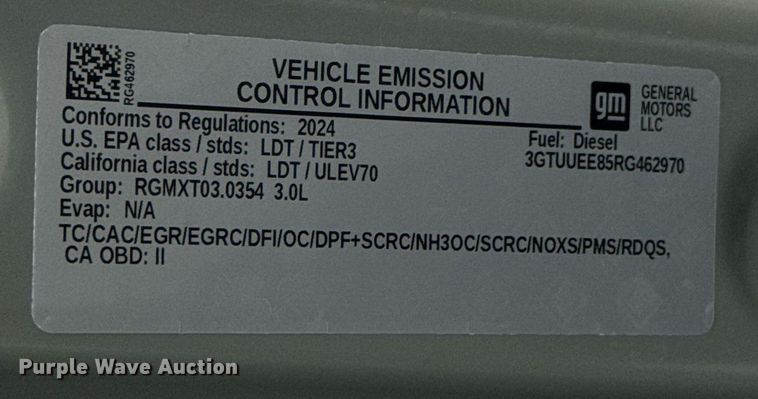 RG462970
VEHICLE EMISSION
CONTROL INFORMATION
gm
GENERAL
MOTORS
LLC
Conforms to Regulations: 2024
U.S. EPA class / stds: LDT / TIER3
California class / stds: LDT / ULEV70
Group: RGMXT03.0354 3.0L
Evap: N/A
Fuel: Diesel
3GTUUEE85RG462970
TC/CAC/EGR/EGRC/DFI/OC/DPF+SCRC/NH3OC/SCRC/NOXS/PMS/RDQS,
CA OBD: II
Purple Wave Auction